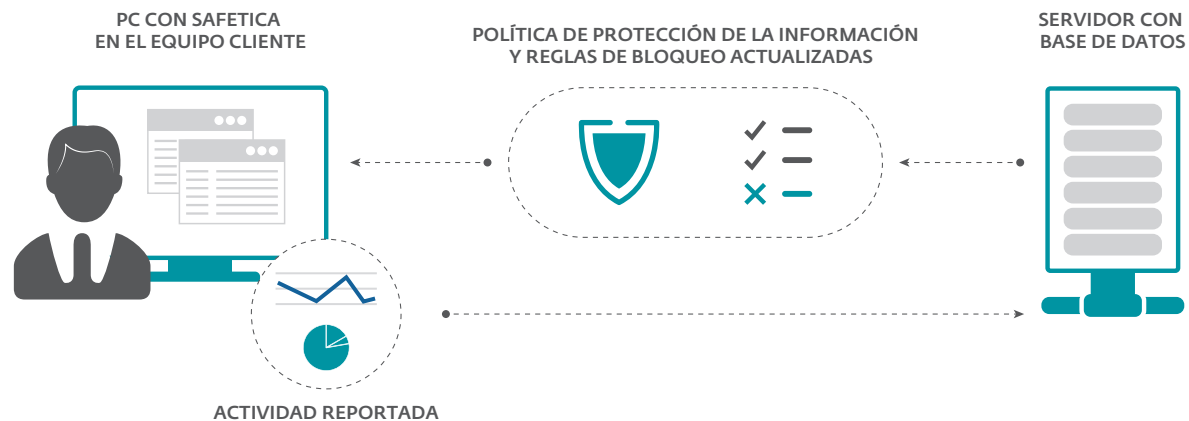 PC CON SAFETICA
EN EL EQUIPO CLIENTE
POLÍTICA DE PROTECCIÓN DE LA INFORMACIÓN
Y REGLAS DE BLOQUEO ACTUALIZADAS
SERVIDOR CON
BASE DE DATOS
ACTIVIDAD REPORTADA